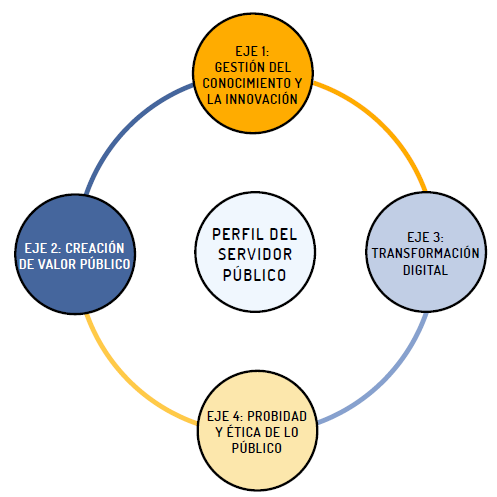 EJE 1:
GESTIÓN DEL
CONOCIMIENTO Y
LA INNOVACIÓN
EJE 2: CREACIÓN
DE VALOR PÚBLICO
PERFIL DEL
SERVIDOR
PÚBLICO
EJE 3:
TRANSFORMACIÓN
DIGITAL
EJE 4: PROBIDAD
Y ÉTICA DE LO
PÚBLICO